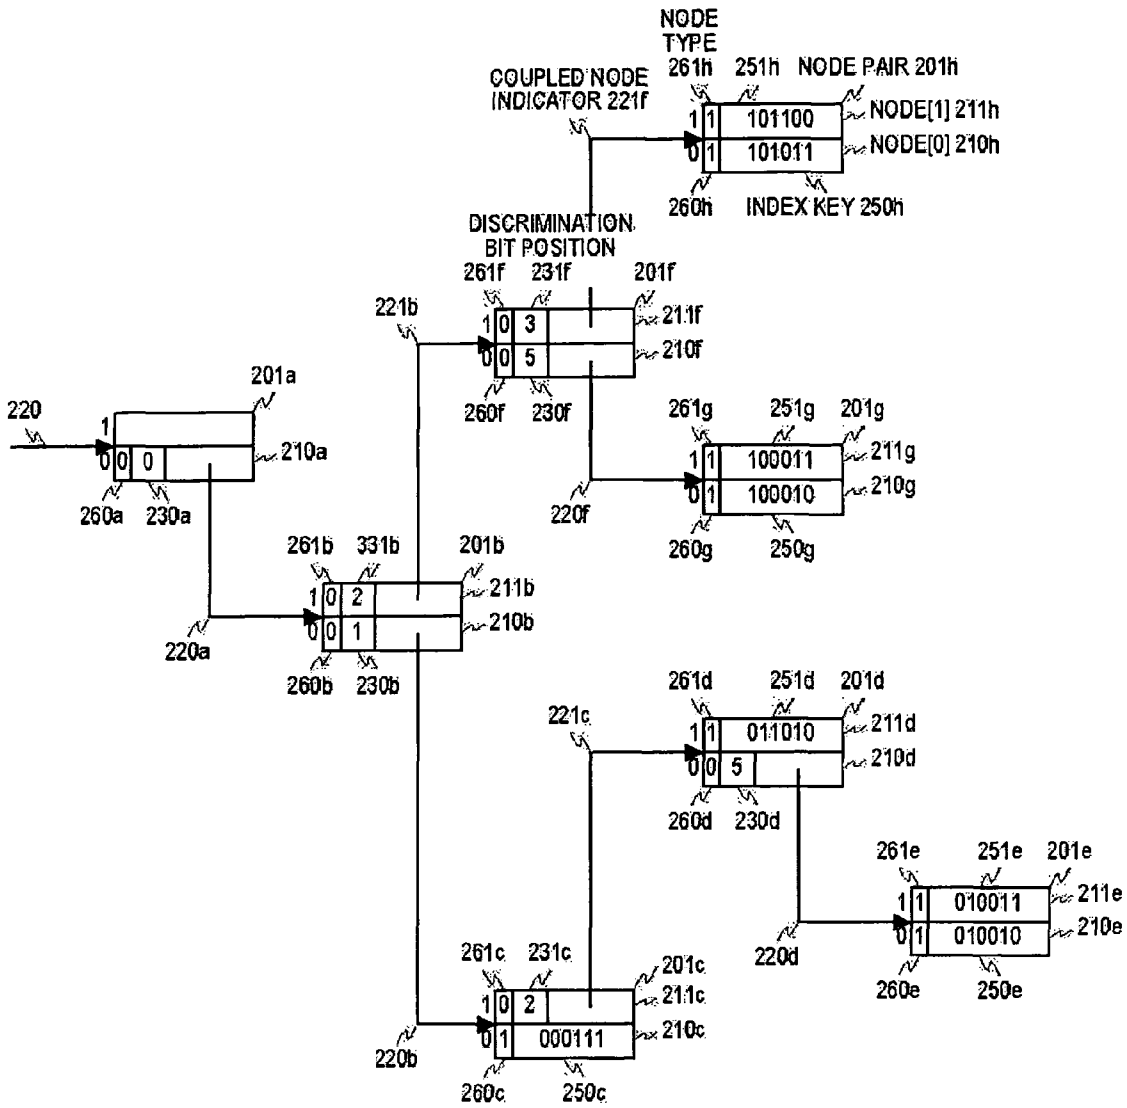 NODE
TYPE
261h 251h NODE PAIR 201h
COUPLED NODE
INDICATOR 221f
1 1 101100 NODE[1] 211h
0 1 101011 NODE[0] 210h
260h INDEX KEY 250h
DISCRIMINATION
BIT POSITION
261f 231f 201f
221b
1 0 3 211f
0 0 5 210f
260f 230f
201a
220
1
0 0 0 210a
260a 230a
261g 251g 201g
1 1 100011 211g
0 1 100010 210g
220f
260g 250g
261b 331b 201b
1 0 2 211b
0 0 1 210b
220a
260b 230b
261d 251d 201d
221c
1 1 011010 211d
0 0 5 210d
260d 230d
261e 251e 201e
1 1 010011 211e
0 1 010010 210e
220d
260e 250e
261c 231c 201c
1 0 2 211c
0 1 000111 210c
220b
260c 250c